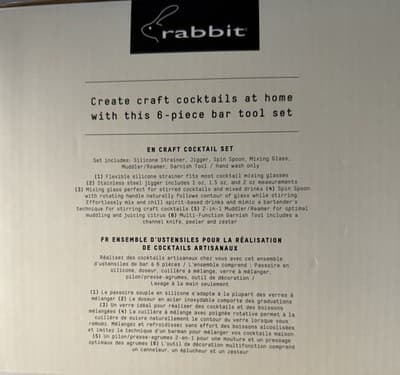 rabbit
Create craft cocktails at home
with this 6-piece bar tool set
EN CRAFT COCKTAIL SET
Set includes: Silicone Strainer, Jigger, Spin Spoon, Mixing Glass,
Muddler/Reamer, Garnish Tool / Hand wash only
(1) Flexible silicone strainer fits most cocktail mixing glasses
(2) Stainless steel jigger includes 1 oz, 1.5 oz, and 2 oz measurements
(3) Mixing glass perfect for stirred cocktails and mixed drinks (4) Spin Spoon
with rotating handle naturally follows contour of glass while stirring.
Effortlessly mix and chill spirit-based drinks and mimic a bartender's
technique for stirring craft cocktails (5) 2-in-1 Muddler/Reamer for optimal
muddling and juicing citrus (6) Multi-Function Garnish Tool includes a
channel knife, peeler and zester
FR ENSEMBLE D'USTENSILES POUR LA RÉALISATION
DE COCKTAILS ARTISANAUX
Réalisez des cocktails artisanaux chez vous avec cet ensemble
d'ustensiles de bar à 6 pièces / L'ensemble comprend : Passoire en
silicone, doseur, cuillère à mélange, verre à mélanger,
pilon/presse-agrumes, outil de décoration /
Lavage à la main seulement
(1) Le passoire souple en silicone s'adapte à la plupart des verres à
mélanger (2) Le doseur en acier inoxydable comporte des graduations
(3) Un verre idéal pour réaliser des cocktails et des boissons
mélangées (4) La cuillère à mélange avec poignée rotative permet à la
cuillère de suivre naturellement le contour du verre lorsque vous
remuez. Mélangez et refroidissez sans effort des boissons alcoolisées
et imitez la technique d'un barman pour mélanger vos cocktails maison.
(5) Un pilon/presse-agrumes 2-en-1 pour une mouture et un pressage
optimaux des agrumes (6) L'outil de décoration multifonction comprend
un canneleur, un éplucheur et un zesteur